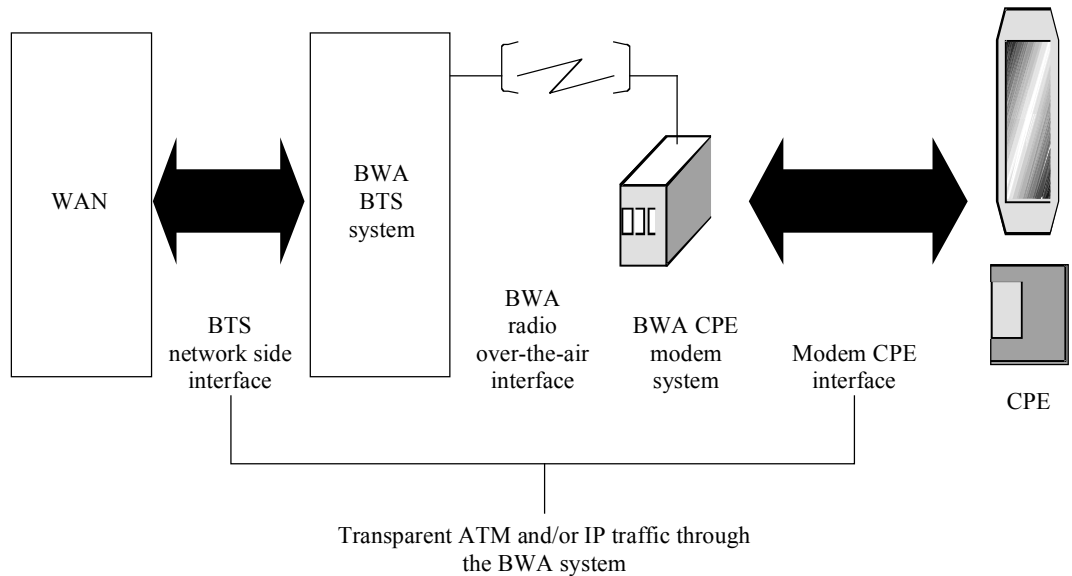 WAN
BWA
BTS
system
BTS
network side
interface
BWA
radio
over-the-air
interface
BWA CPE
modem
system
Modem CPE
interface
CPE
Transparent ATM and/or IP traffic through
the BWA system